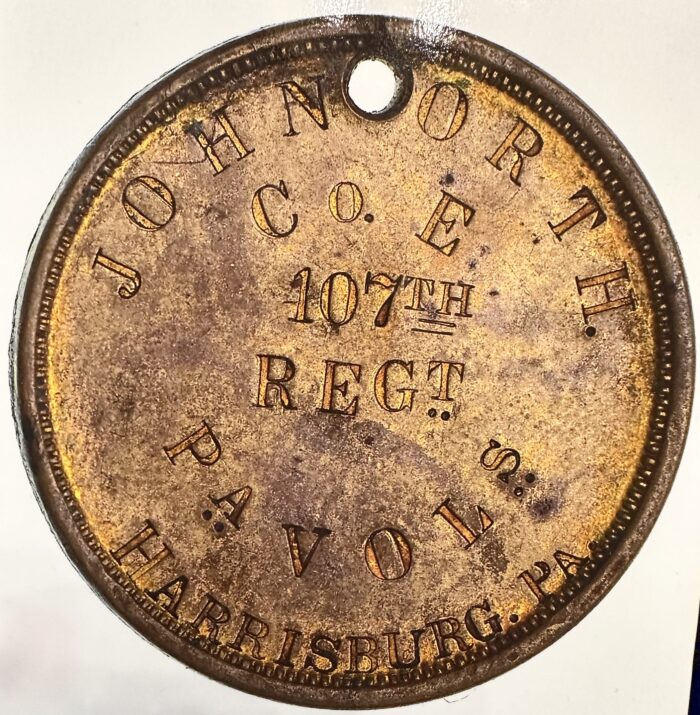 JOHN ORTH.
Co. E
107TH
REGT.
PA VOLS.
HARRISBURG. PA.